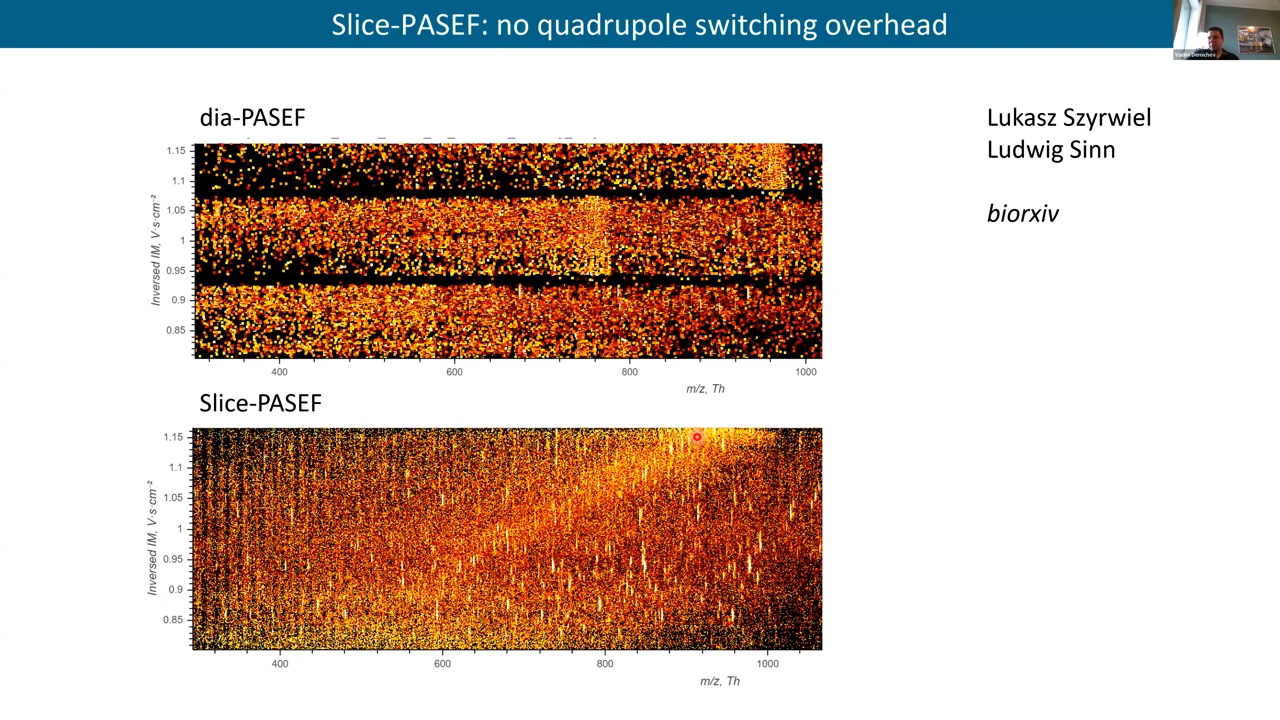 Slice-PASEF: no quadrupole switching overhead
Vadim Demichev
dia-PASEF
Lukasz Szyrwiel
Ludwig Sinn
biorxiv
1.15
1.1
1.05
1
0.95
0.9
0.85
Inversed IM, V·s·cm⁻²
400
600
800
1000
m/z, Th
Slice-PASEF
1.15
1.1
1.05
1
0.95
0.9
0.85
Inversed IM, V·s·cm⁻²
400
600
800
1000
m/z, Th